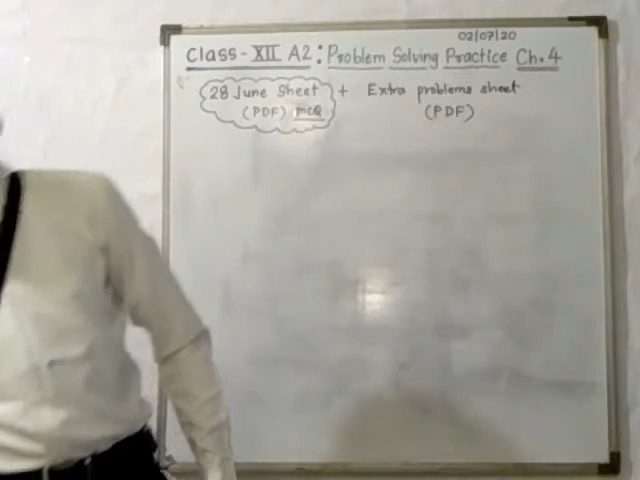 02/07/20
Class - XII A2 : Problem Solving Practice Ch. 4
28 June Sheet + Extra problems sheet
(PDF) mcq (PDF)